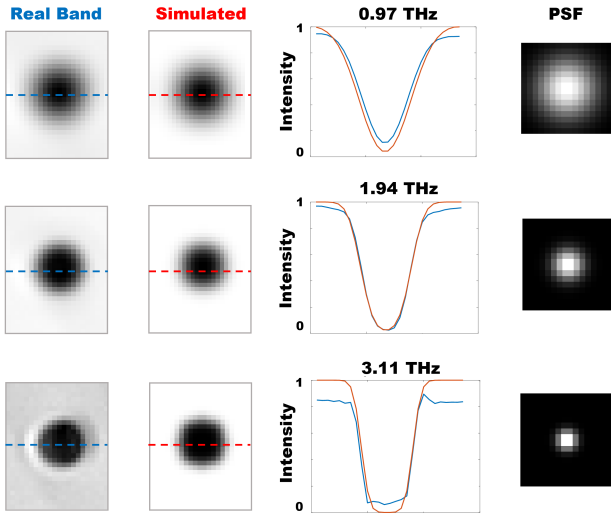 Real Band Simulated 0.97 THz PSF
1
Intensity
0
1.94 THz
1
Intensity
0
3.11 THz
1
Intensity
0